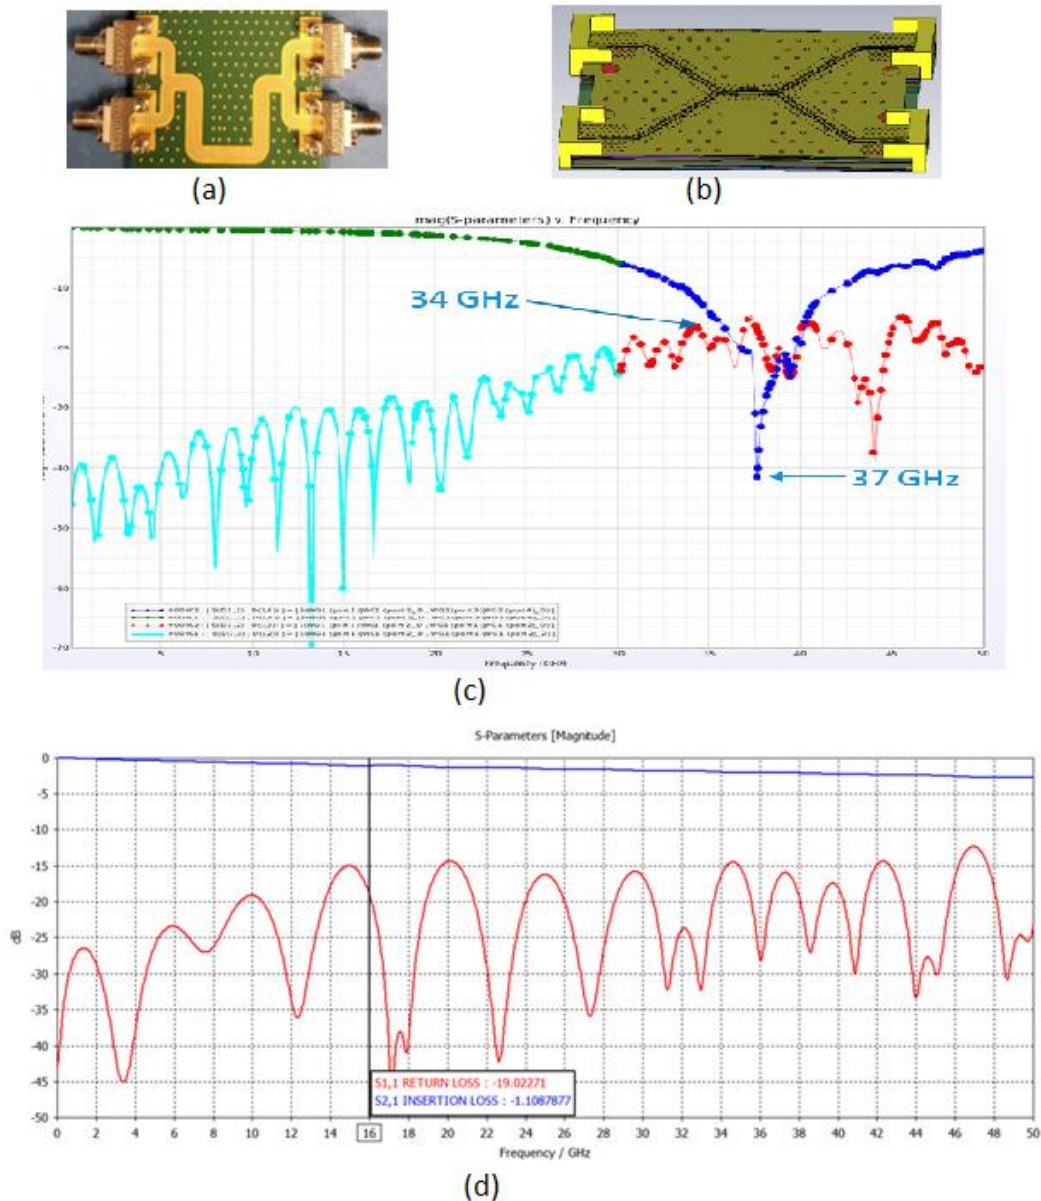 (a)
(b)
mag(S-parameters) v. Frequency
-10
34 GHz
-20
-30
-40
37 GHz
-50
-60
-70
5 10 15 20 25 30 35 40 45 50
Frequency (GHz)
(c)
S-Parameters [Magnitude]
0
-5
-10
-15
-20
dB
-25
-30
-35
-40
-45
S1,1 RETURN LOSS : -19.02271
S2,1 INSERTION LOSS : -1.1087877
-50
0 2 4 6 8 10 12 14 16 18 20 22 24 26 28 30 32 34 36 38 40 42 44 46 48 50
Frequency / GHz
(d)